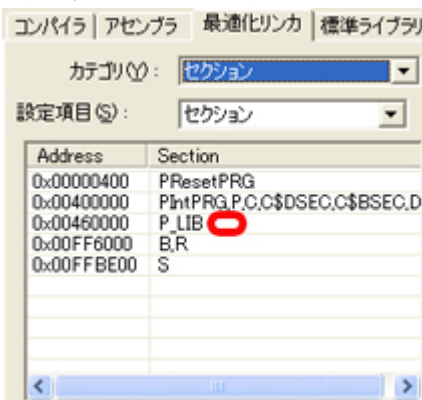 コンパイラ アセンブラ 最適化リンカ 標準ライブラリ
カテゴリ(Y): セクション
設定項目(S): セクション
Address Section
0x00000400 PResetPRG
0x00400000 PIntPRG,P,C,C$DSEC,C$BSEC,D
0x00460000 P_LIB
0x00FF6000 B,R
0x00FFBE00 S